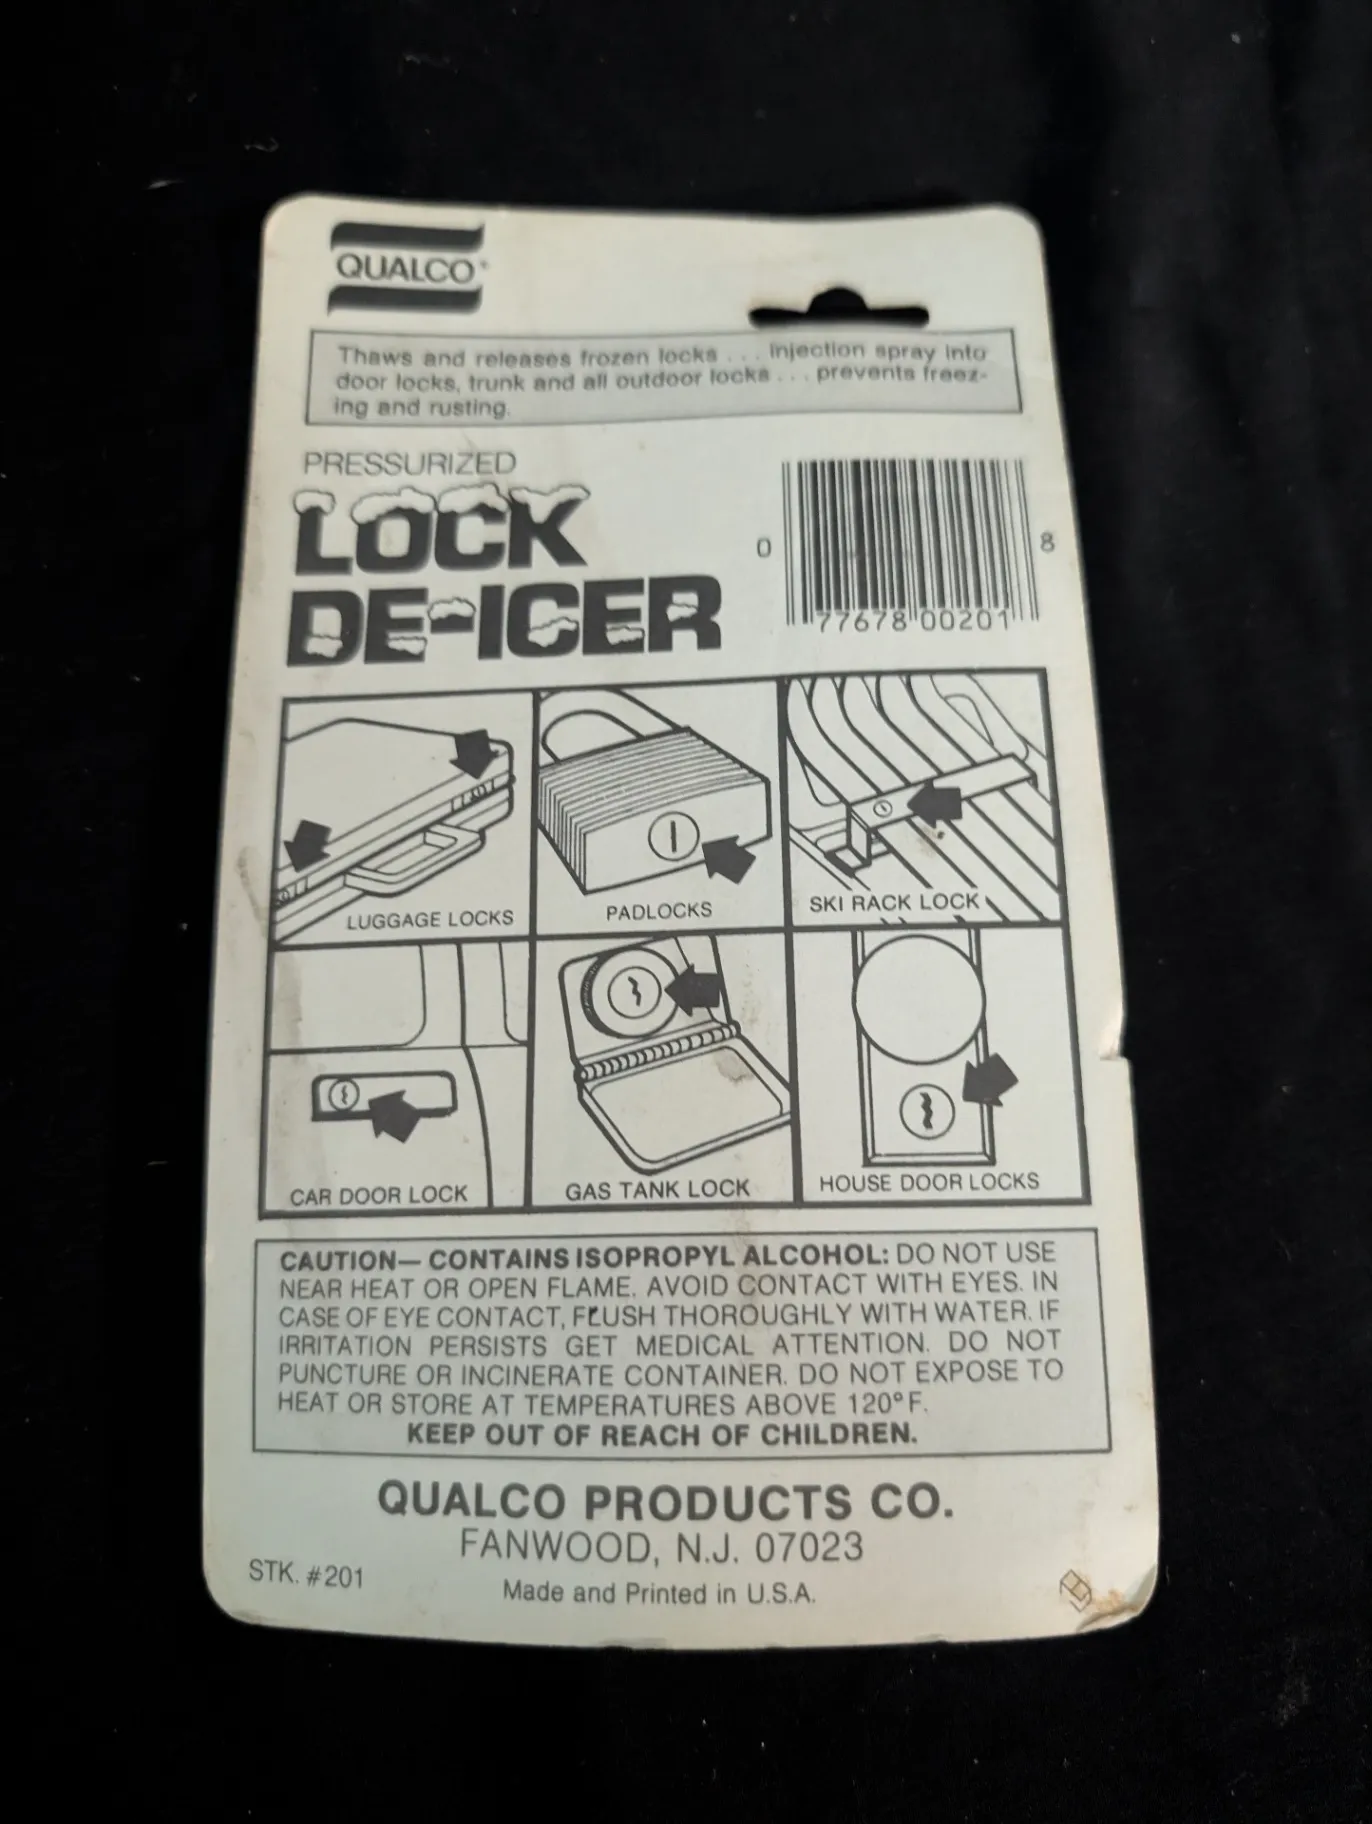 QUALCO®
Thaws and releases frozen locks ... injection spray into
door locks, trunk and all outdoor locks ... prevents freez-
ing and rusting.
PRESSURIZED
LOCK
DE-ICER
0 77678 00201 8
LUGGAGE LOCKS
PADLOCKS
SKI RACK LOCK
CAR DOOR LOCK
GAS TANK LOCK
HOUSE DOOR LOCKS
CAUTION— CONTAINS ISOPROPYL ALCOHOL: DO NOT USE
NEAR HEAT OR OPEN FLAME. AVOID CONTACT WITH EYES. IN
CASE OF EYE CONTACT, FLUSH THOROUGHLY WITH WATER. IF
IRRITATION PERSISTS GET MEDICAL ATTENTION. DO NOT
PUNCTURE OR INCINERATE CONTAINER. DO NOT EXPOSE TO
HEAT OR STORE AT TEMPERATURES ABOVE 120°F.
KEEP OUT OF REACH OF CHILDREN.
QUALCO PRODUCTS CO.
FANWOOD, N.J. 07023
STK. #201
Made and Printed in U.S.A.